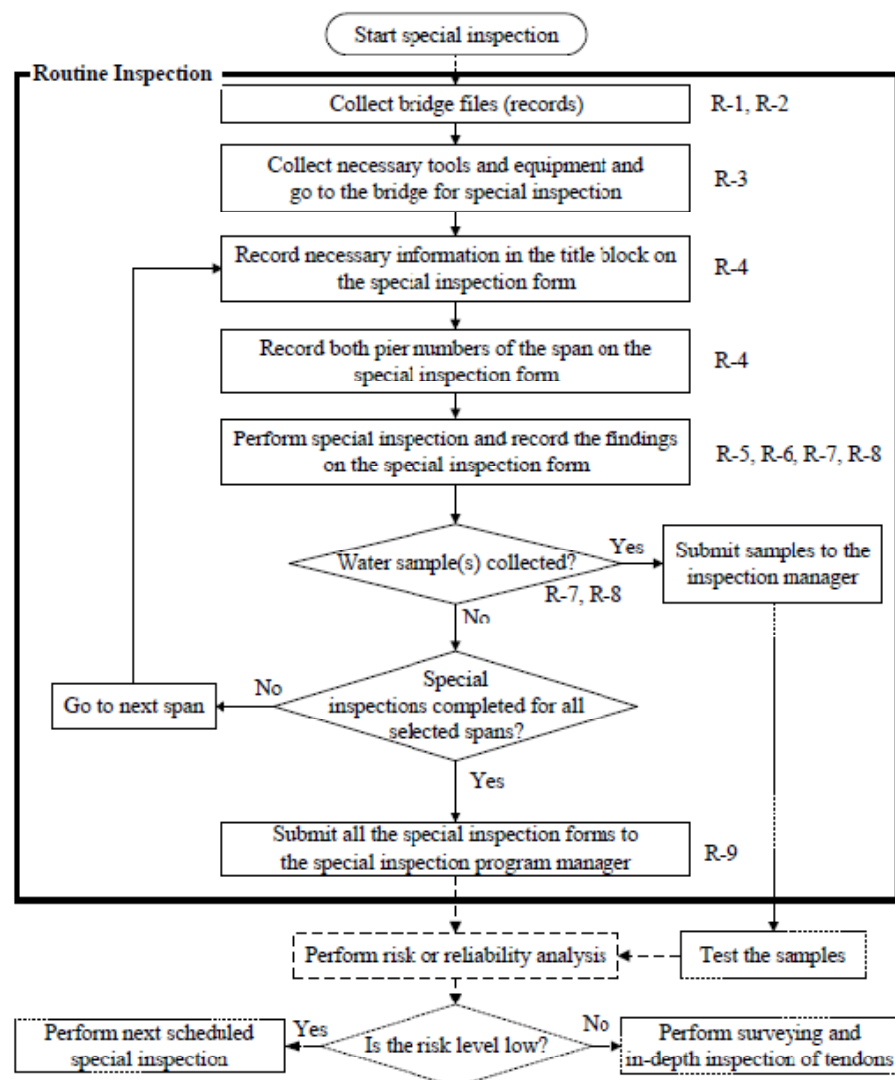 Start special inspection
Routine Inspection
Collect bridge files (records)
R-1, R-2
Collect necessary tools and equipment and
go to the bridge for special inspection
R-3
Record necessary information in the title block on
the special inspection form
R-4
Record both pier numbers of the span on the
special inspection form
R-4
Perform special inspection and record the findings
on the special inspection form
R-5, R-6, R-7, R-8
Water sample(s) collected?
Yes
Submit samples to the
inspection manager
R-7, R-8
No
Special
inspections completed for all
selected spans?
No
Go to next span
Yes
Submit all the special inspection forms to
the special inspection program manager
R-9
Perform risk or reliability analysis
Test the samples
Is the risk level low?
Yes
Perform next scheduled
special inspection
No
Perform surveying and
in-depth inspection of tendons